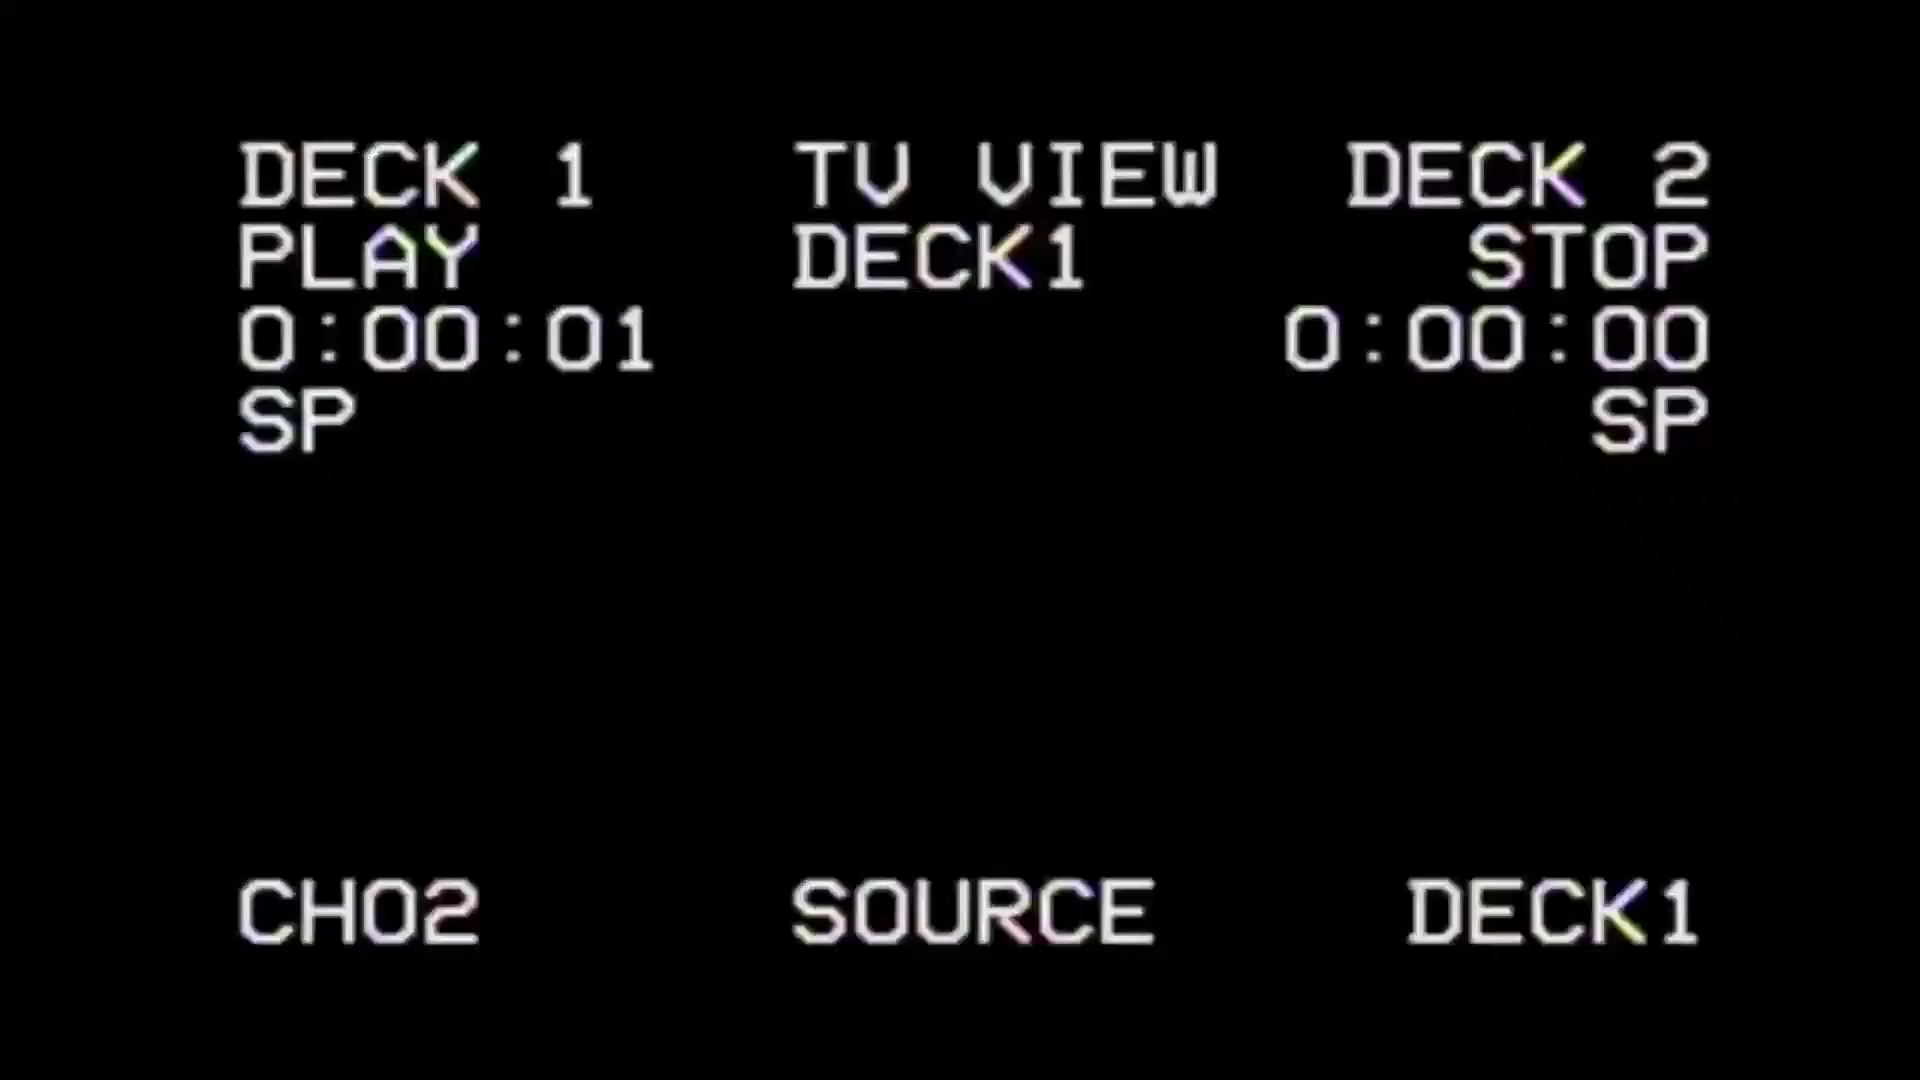 DECK 1 TV VIEW DECK 2
PLAY DECK1 STOP
0:00:01 0:00:00
SP SP
CH02 SOURCE DECK1